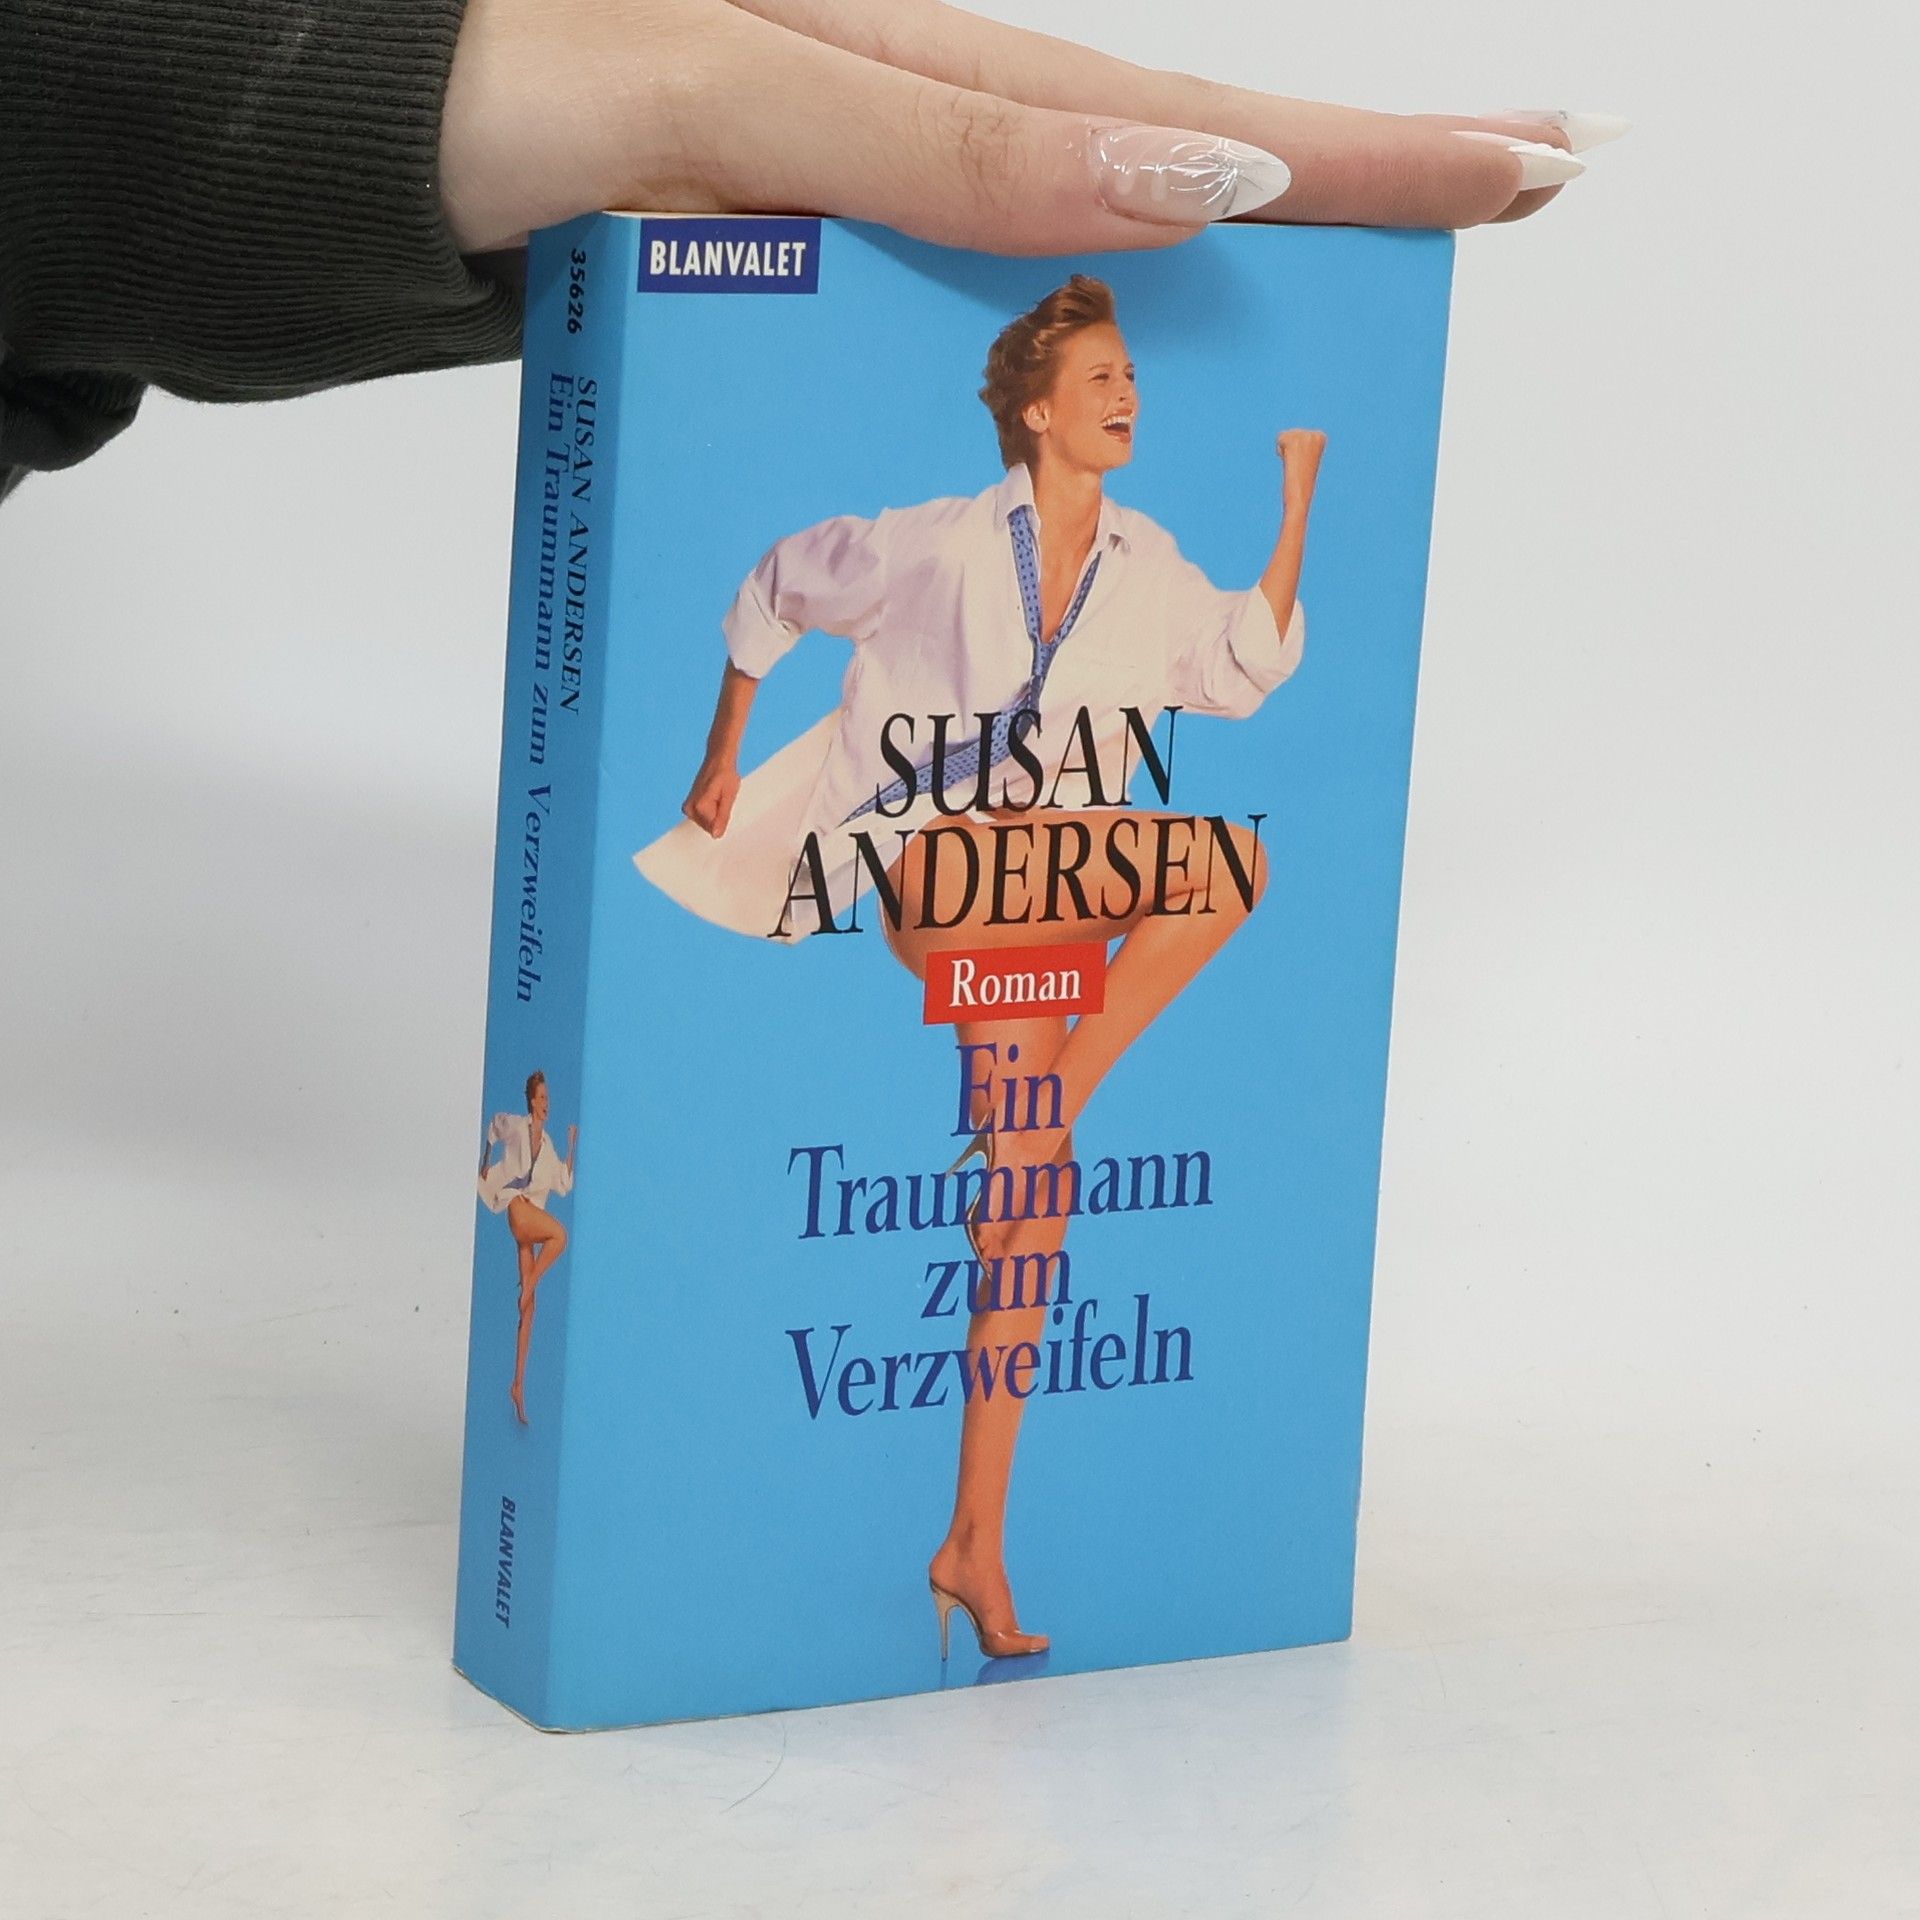 BLANVALET
SUSAN
ANDERSEN
Roman
Ein
Traummann
zum
Verzweifeln
35626
SUSAN ANDERSEN
Ein Traummann zum Verzweifeln
BLANVALET